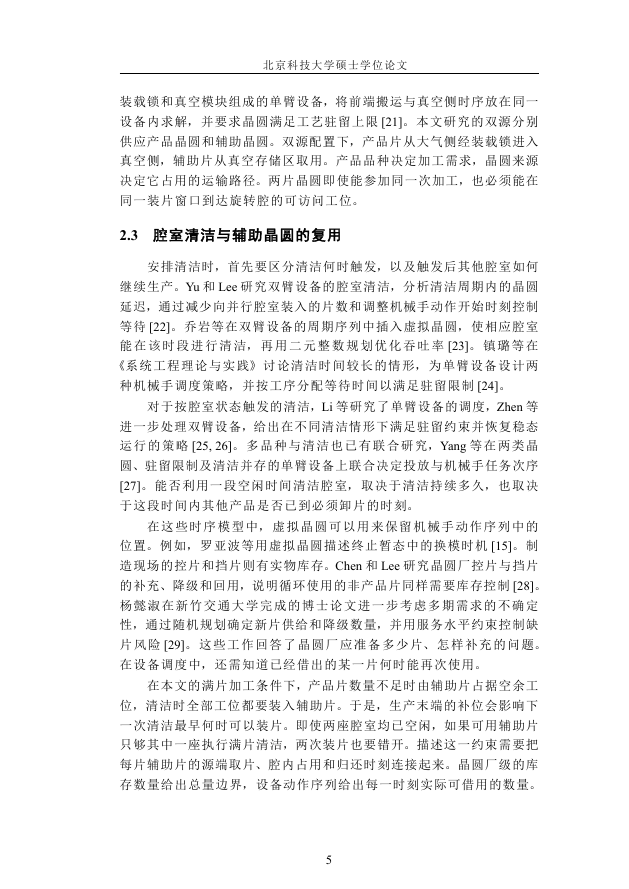 北京科技大学硕士学位论文
装载锁和真空模块组成的单臂设备，将前端搬运与真空侧时序放在同一
设备内求解，并要求晶圆满足工艺驻留上限 [21]。本文研究的双源分别
供应产品晶圆和辅助晶圆。双源配置下，产品片从大气侧经装载锁进入
真空侧，辅助片从真空存储区取用。产品品种决定加工需求，晶圆来源
决定它占用的运输路径。两片晶圆即使能参加同一次加工，也必须能在
同一装片窗口到达旋转腔的可访问工位。
2.3 腔室清洁与辅助晶圆的复用
安排清洁时，首先要区分清洁何时触发，以及触发后其他腔室如何
继续生产。Yu 和 Lee 研究双臂设备的腔室清洁，分析清洁周期内的晶圆
延迟，通过减少向并行腔室装入的片数和调整机械手动作开始时刻控制
等待 [22]。乔岩等在双臂设备的周期序列中插入虚拟晶圆，使相应腔室
能在该时段进行清洁，再用二元整数规划优化吞吐率 [23]。镇璐等在
《系统工程理论与实践》讨论清洁时间较长的情形，为单臂设备设计两
种机械手调度策略，并按工序分配等待时间以满足驻留限制 [24]。
对于按腔室状态触发的清洁，Li 等研究了单臂设备的调度，Zhen 等
进一步处理双臂设备，给出在不同清洁情形下满足驻留约束并恢复稳态
运行的策略 [25, 26]。多品种与清洁也已有联合研究，Yang 等在两类晶
圆、驻留限制及清洁并存的单臂设备上联合决定投放与机械手任务次序
[27]。能否利用一段空闲时间清洁腔室，取决于清洁持续多久，也取决
于这段时间内其他产品是否已到必须卸片的时刻。
在这些时序模型中，虚拟晶圆可以用来保留机械手动作序列中的
位置。例如，罗亚波等用虚拟晶圆描述终止暂态中的换模时机 [15]。制
造现场的控片和挡片则有实物库存。Chen 和 Lee 研究晶圆厂控片与挡片
的补充、降级和回用，说明循环使用的非产品片同样需要库存控制 [28]。
杨懿淑在新竹交通大学完成的博士论文进一步考虑多期需求的不确定
性，通过随机规划确定新片供给和降级数量，并用服务水平约束控制缺
片风险 [29]。这些工作回答了晶圆厂应准备多少片、怎样补充的问题。
在设备调度中，还需知道已经借出的某一片何时能再次使用。
在本文的满片加工条件下，产品片数量不足时由辅助片占据空余工
位，清洁时全部工位都要装入辅助片。于是，生产末端的补位会影响下
一次清洁最早何时可以装片。即使两座腔室均已空闲，如果可用辅助片
只够其中一座执行满片清洁，两次装片也要错开。描述这一约束需要把
每片辅助片的源端取片、腔内占用和归还时刻连接起来。晶圆厂级的库
存数量给出总量边界，设备动作序列给出每一时刻实际可借用的数量。
5